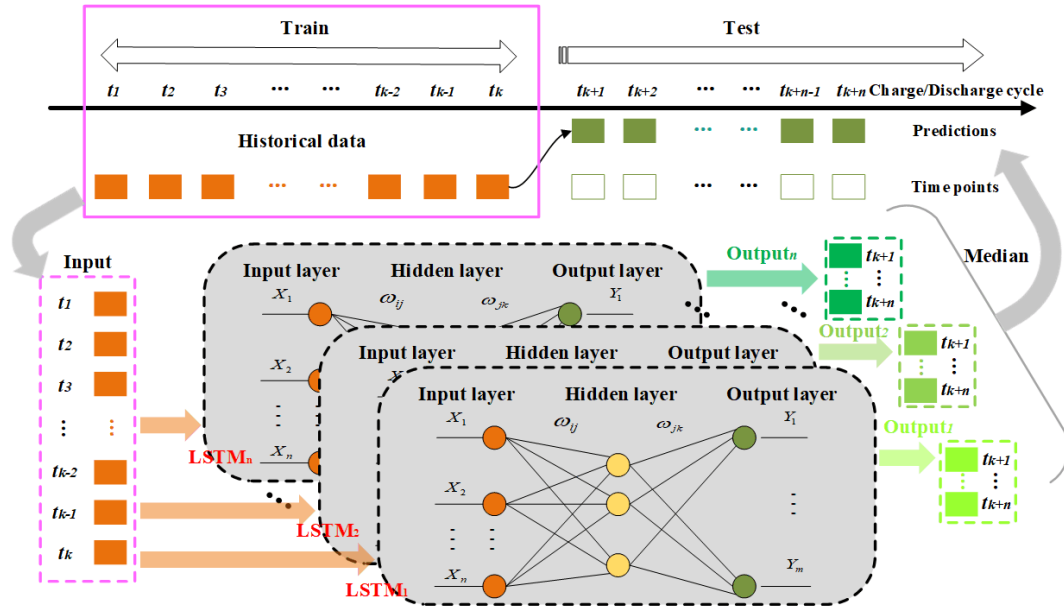 Train Test
t1 t2 t3 ... ... tk-2 tk-1 tk tk+1 tk+2 ... ... tk+n-1 tk+n Charge/Discharge cycle
Historical data
... ... Predictions
... ... ... ... Time points
Input
t1
t2
t3
... ...
tk-2
tk-1
tk
Input layer Hidden layer Output layer
X1 ωij ωjk Y1
X2
Xn
LSTMn
Input layer Hidden layer Output layer
LSTM2
Input layer Hidden layer Output layer
X1 ωij ωjk Y1
X2
Xn Ym
LSTM1
Outputn
tk+1
tk+n
Output2
tk+1
tk+n
Output1
tk+1
tk+n
Median